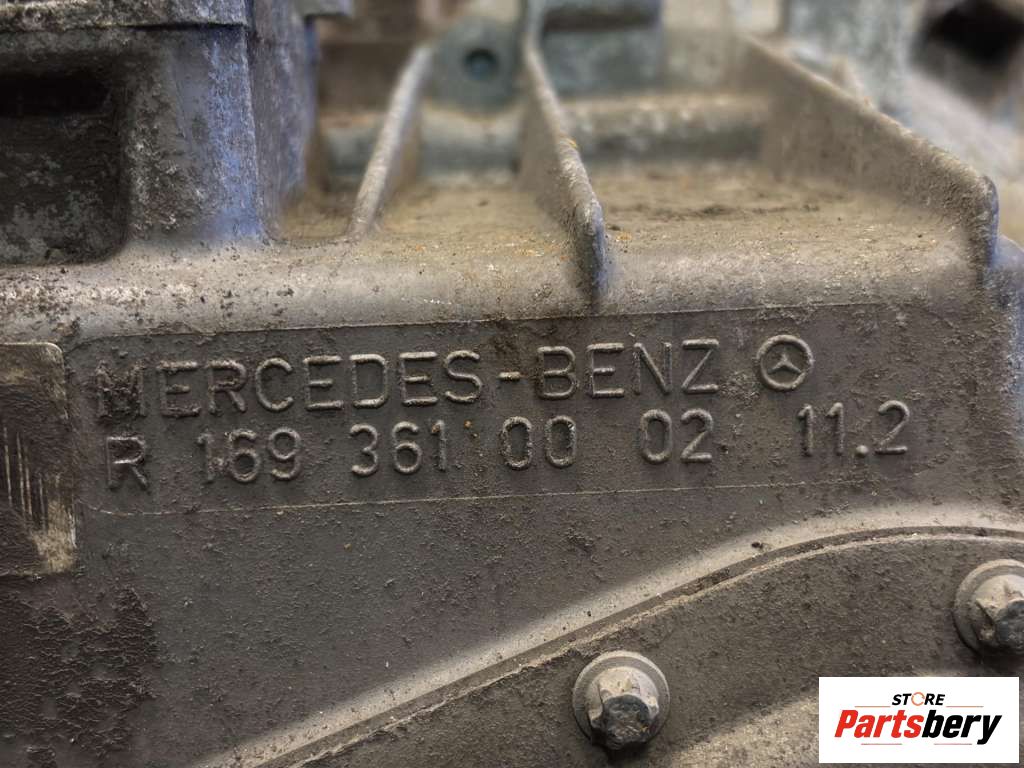 MERCEDES-BENZ
R 169 361 00 02 11.2
STORE
Partsbery